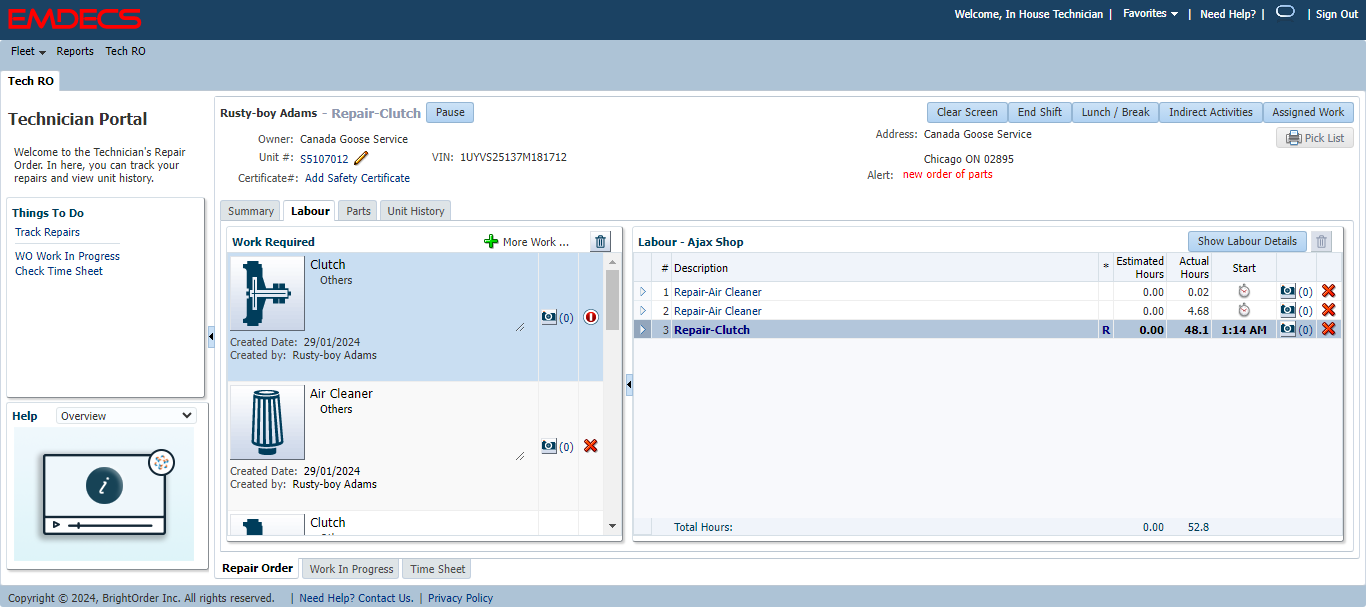 EMDECS
Welcome, In House Technician | Favorites | Need Help? | | Sign Out
Fleet Reports Tech RO
Tech RO
Technician Portal
Welcome to the Technician's Repair
Order. In here, you can track your
repairs and view unit history.
Things To Do
Track Repairs
WO Work In Progress
Check Time Sheet
Help Overview
Rusty-boy Adams - Repair-Clutch Pause
Clear Screen End Shift Lunch / Break Indirect Activities Assigned Work
Owner: Canada Goose Service
Unit #: S5107012 VIN: 1UYVS25137M181712
Certificate#: Add Safety Certificate
Address: Canada Goose Service
Pick List
Chicago ON 02895
Alert: new order of parts
Summary Labour Parts Unit History
Work Required More Work ...
Clutch
Others
(0)
Created Date: 29/01/2024
Created by: Rusty-boy Adams
Air Cleaner
Others
(0)
Created Date: 29/01/2024
Created by: Rusty-boy Adams
Clutch
Labour - Ajax Shop Show Labour Details
# Description * Estimated Hours Actual Hours Start
1 Repair-Air Cleaner 0.00 0.02 (0)
2 Repair-Air Cleaner 0.00 4.68 (0)
3 Repair-Clutch R 0.00 48.1 1:14 AM (0)
Total Hours: 0.00 52.8
Repair Order Work In Progress Time Sheet
Copyright © 2024, BrightOrder Inc. All rights reserved. | Need Help? Contact Us. | Privacy Policy